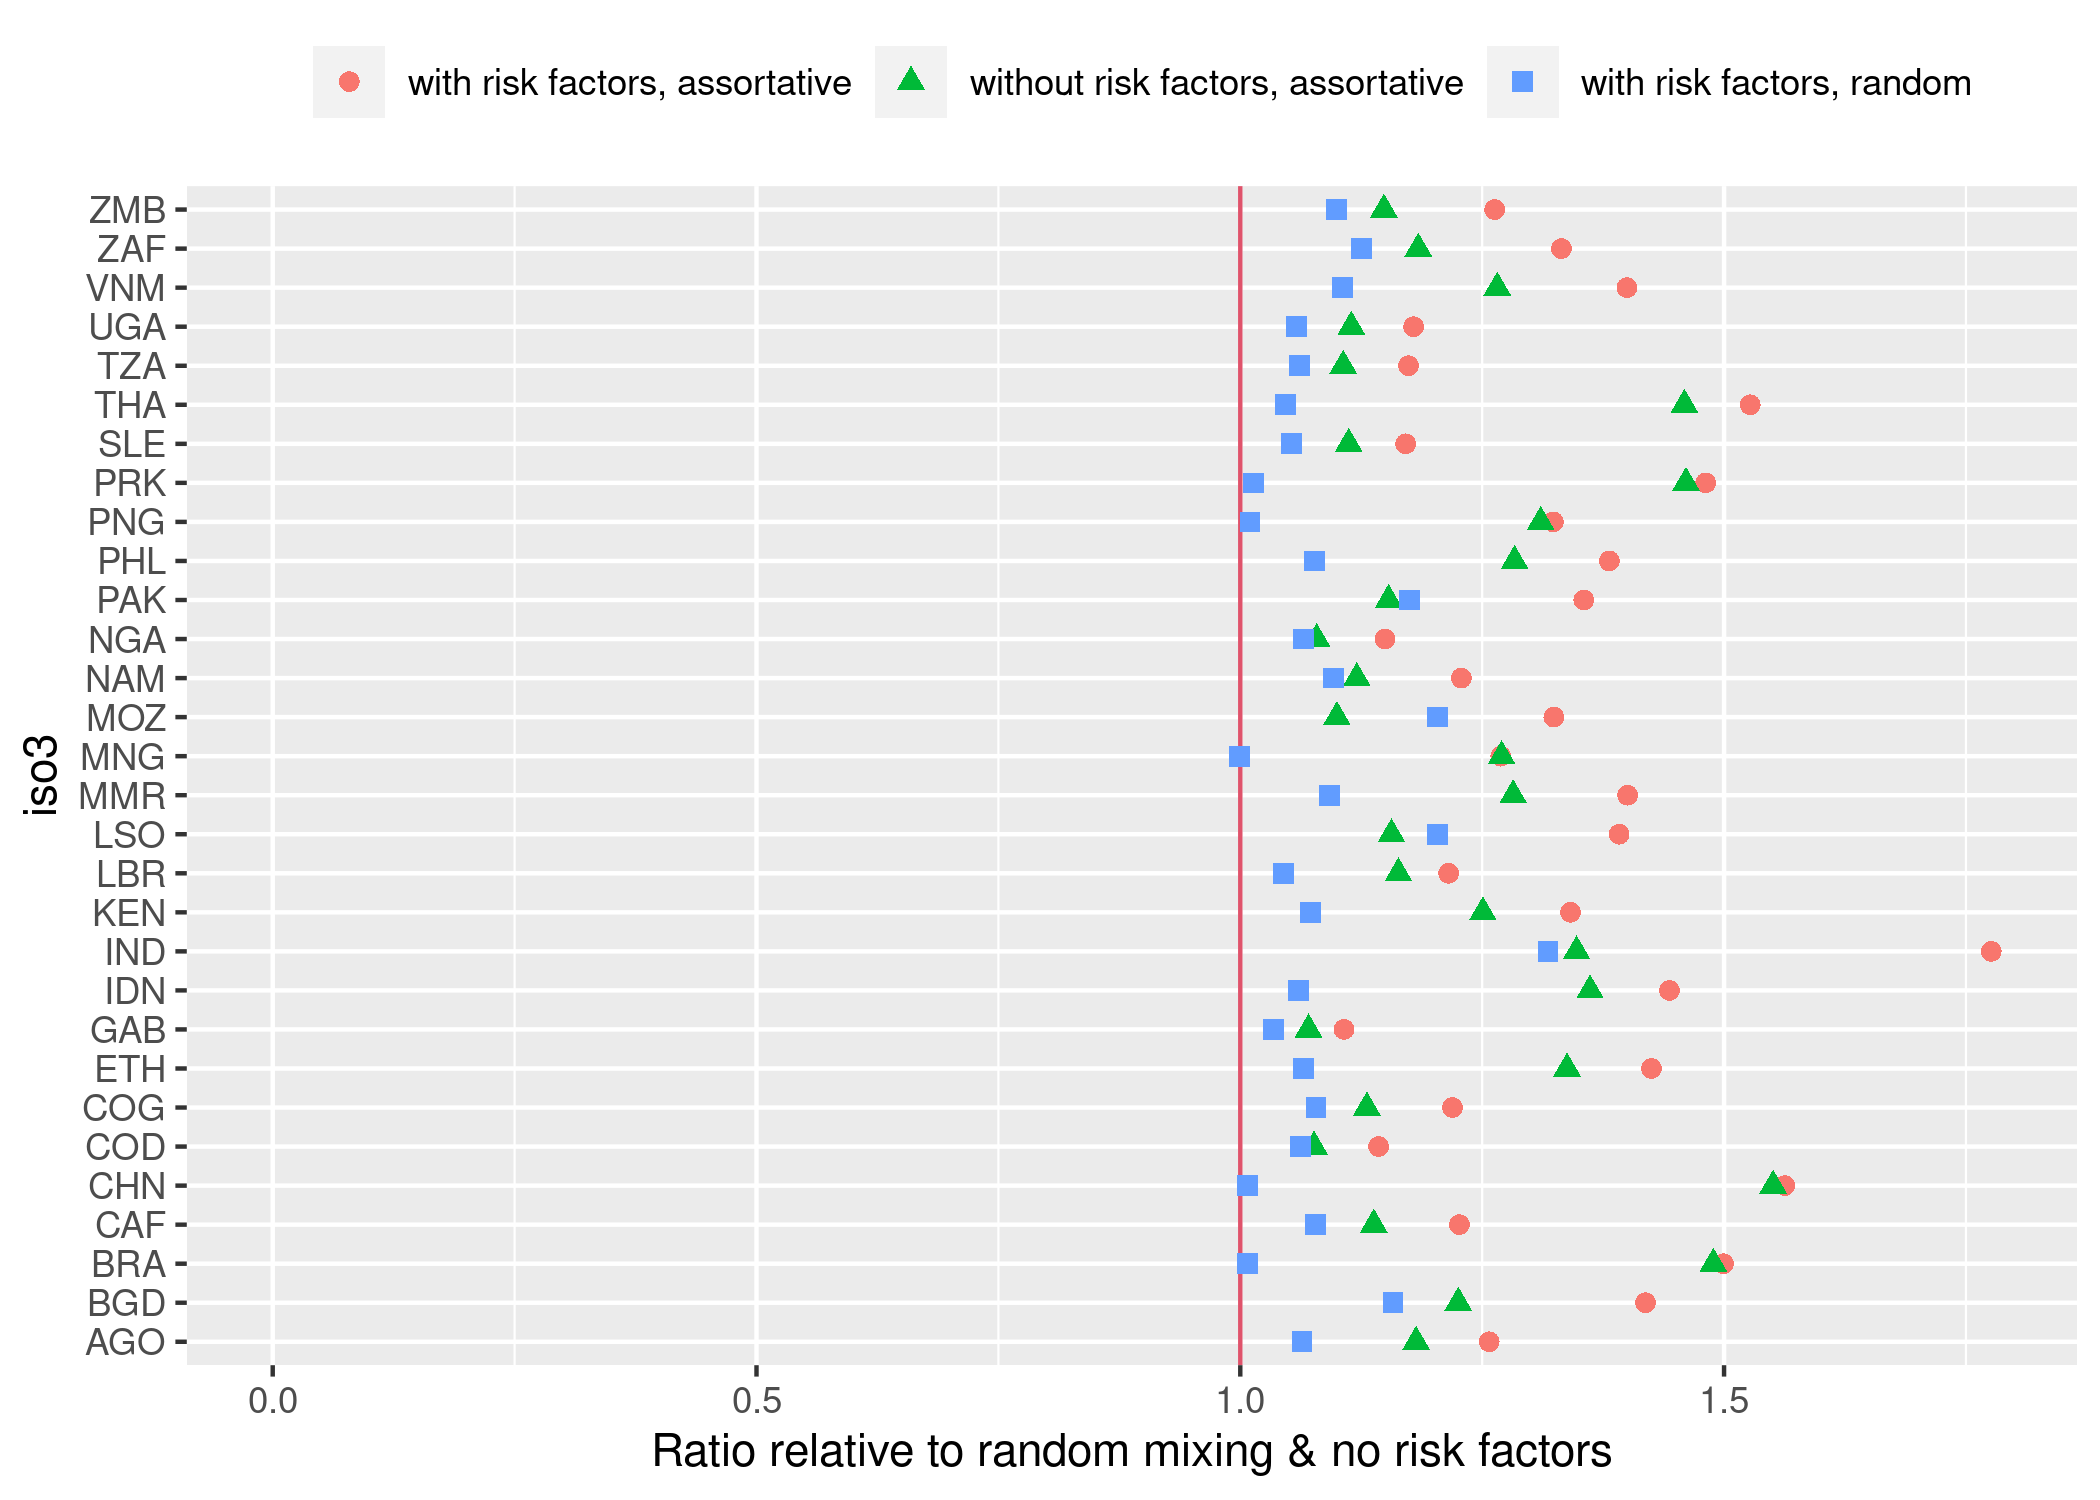 with risk factors, assortative without risk factors, assortative with risk factors, random
ZMB
ZAF
VNM
UGA
TZA
THA
SLE
PRK
PNG
PHL
PAK
NGA
NAM
MOZ
MNG
MMR
LSO
LBR
KEN
IND
IDN
GAB
ETH
COG
COD
CHN
CAF
BRA
BGD
AGO
iso3
0.0 0.5 1.0 1.5
Ratio relative to random mixing & no risk factors